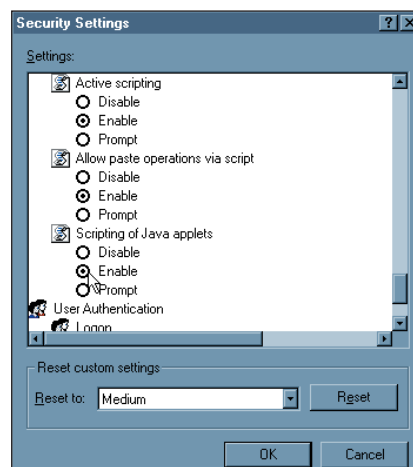 Security Settings
Settings:
Active scripting
Disable
Enable
Prompt
Allow paste operations via script
Disable
Enable
Prompt
Scripting of Java applets
Disable
Enable
Prompt
User Authentication
Logon
Reset custom settings
Reset to: Medium Reset
OK Cancel